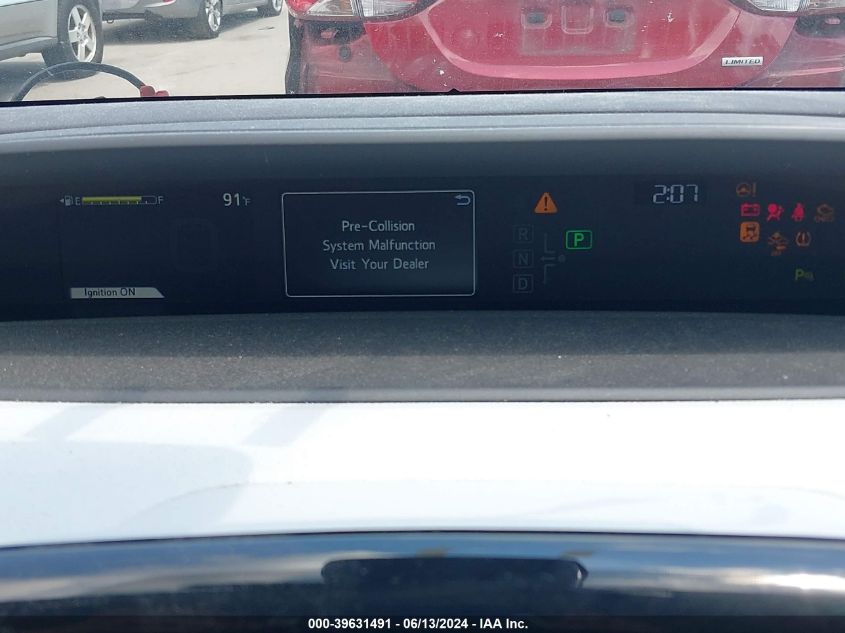 LIMITED
E F
91°F
Pre-Collision
System Malfunction
Visit Your Dealer
2:07
R
N
D
P
P
Ignition ON
000-39631491 - 06/13/2024 - IAA Inc.